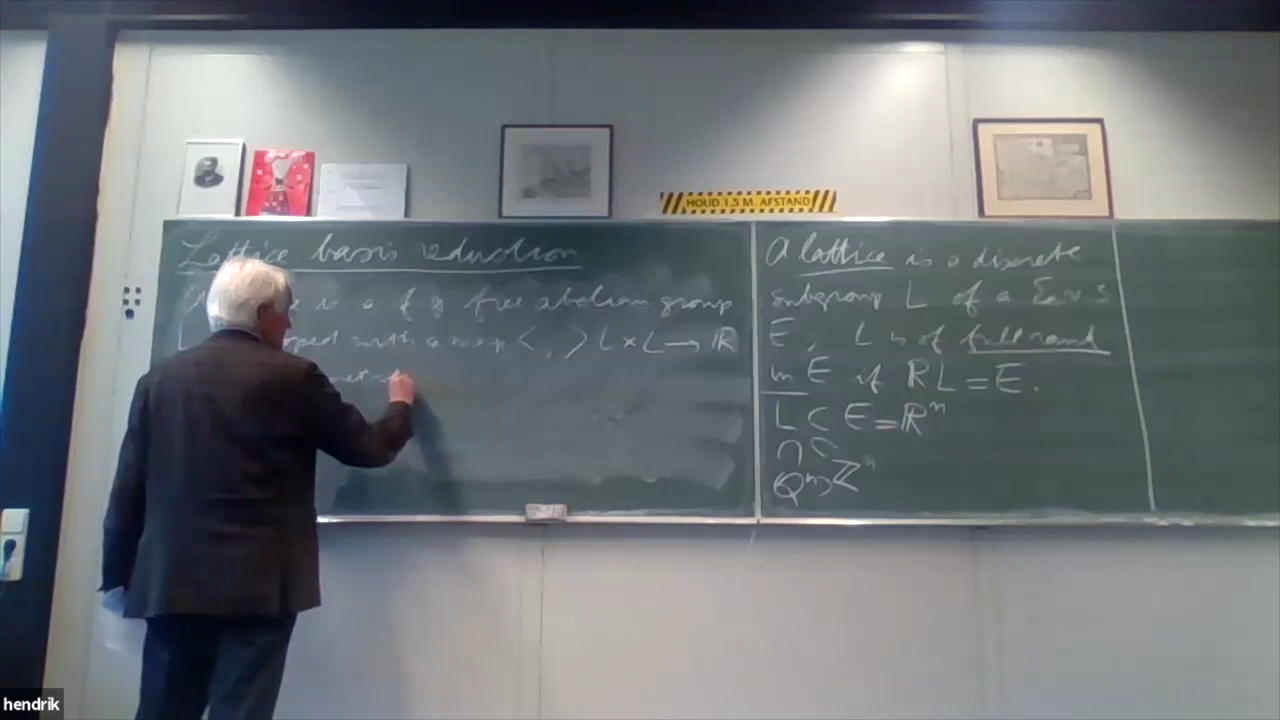 HOUD 1,5 M. AFSTAND
Lattice basis reduction
is a f g free abelian group
with a map < , > L × L → ℝ
A lattice is a discrete
subgroup L of a E.v.s
E, L is of full rank
in E if ℝL = E.
L ⊂ E = ℝⁿ
∩ ⊂
ℚⁿ ⊃ ℤⁿ
hendrik